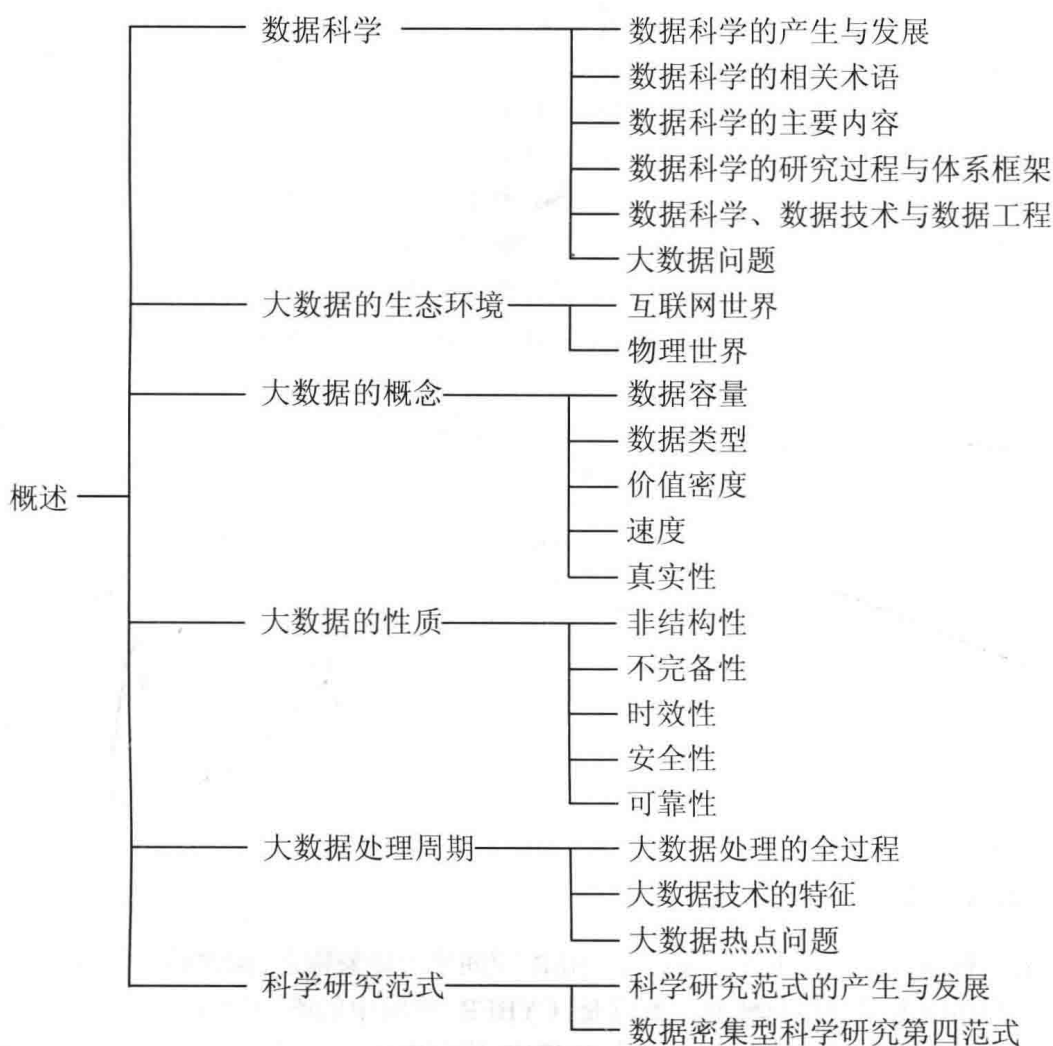 数据科学
数据科学的产生与发展
数据科学的相关术语
数据科学的主要内容
数据科学的研究过程与体系框架
数据科学、数据技术与数据工程
大数据问题
大数据的生态环境
互联网世界
物理世界
大数据的概念
数据容量
数据类型
价值密度
概述
速度
真实性
大数据的性质
非结构性
不完备性
时效性
安全性
可靠性
大数据处理周期
大数据处理的全过程
大数据技术的特征
大数据热点问题
科学研究范式
科学研究范式的产生与发展
数据密集型科学研究第四范式